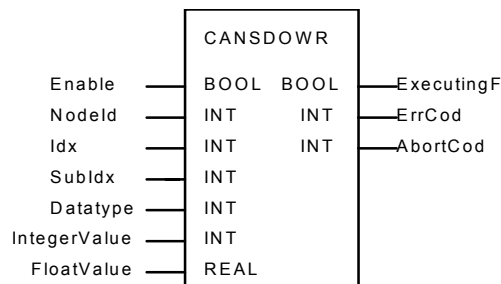 CANSDOWR
Enable BOOL BOOL ExecutingF
NodeId INT INT ErrCod
Idx INT INT AbortCod
SubIdx INT
Datatype INT
IntegerValue INT
FloatValue REAL